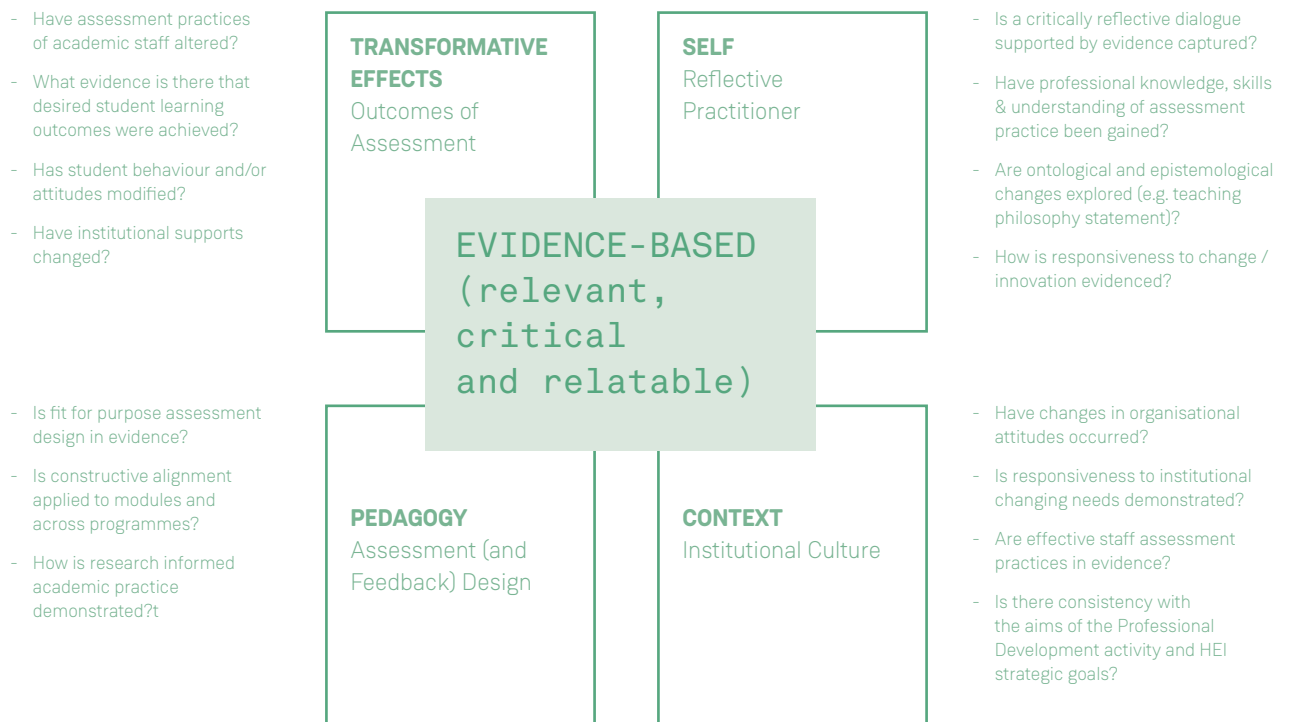 - Have assessment practices
of academic staff altered?
- What evidence is there that
desired student learning
outcomes were achieved?
- Has student behaviour and/or
attitudes modified?
- Have institutional supports
changed?
TRANSFORMATIVE
EFFECTS
Outcomes of
Assessment
SELF
Reflective
Practitioner
- Is a critically reflective dialogue
supported by evidence captured?
- Have professional knowledge, skills
& understanding of assessment
practice been gained?
- Are ontological and epistemological
changes explored (e.g. teaching
philosophy statement)?
- How is responsiveness to change /
innovation evidenced?
EVIDENCE-BASED
(relevant,
critical
and relatable)
- Is fit for purpose assessment
design in evidence?
- Is constructive alignment
applied to modules and
across programmes?
- How is research informed
academic practice
demonstrated?t
PEDAGOGY
Assessment (and
Feedback) Design
CONTEXT
Institutional Culture
- Have changes in organisational
attitudes occurred?
- Is responsiveness to institutional
changing needs demonstrated?
- Are effective staff assessment
practices in evidence?
- Is there consistency with
the aims of the Professional
Development activity and HEI
strategic goals?